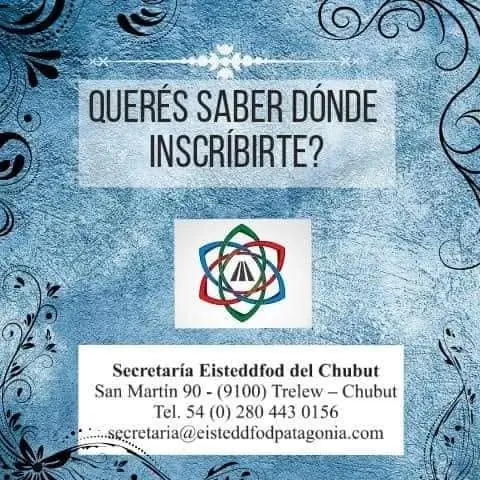 QUERÉS SABER DÓNDE
INSCRÍBIRTE?
Secretaría Eisteddfod del Chubut
San Martín 90 - (9100) Trelew – Chubut
Tel. 54 (0) 280 443 0156
secretaria@eisteddfodpatagonia.com